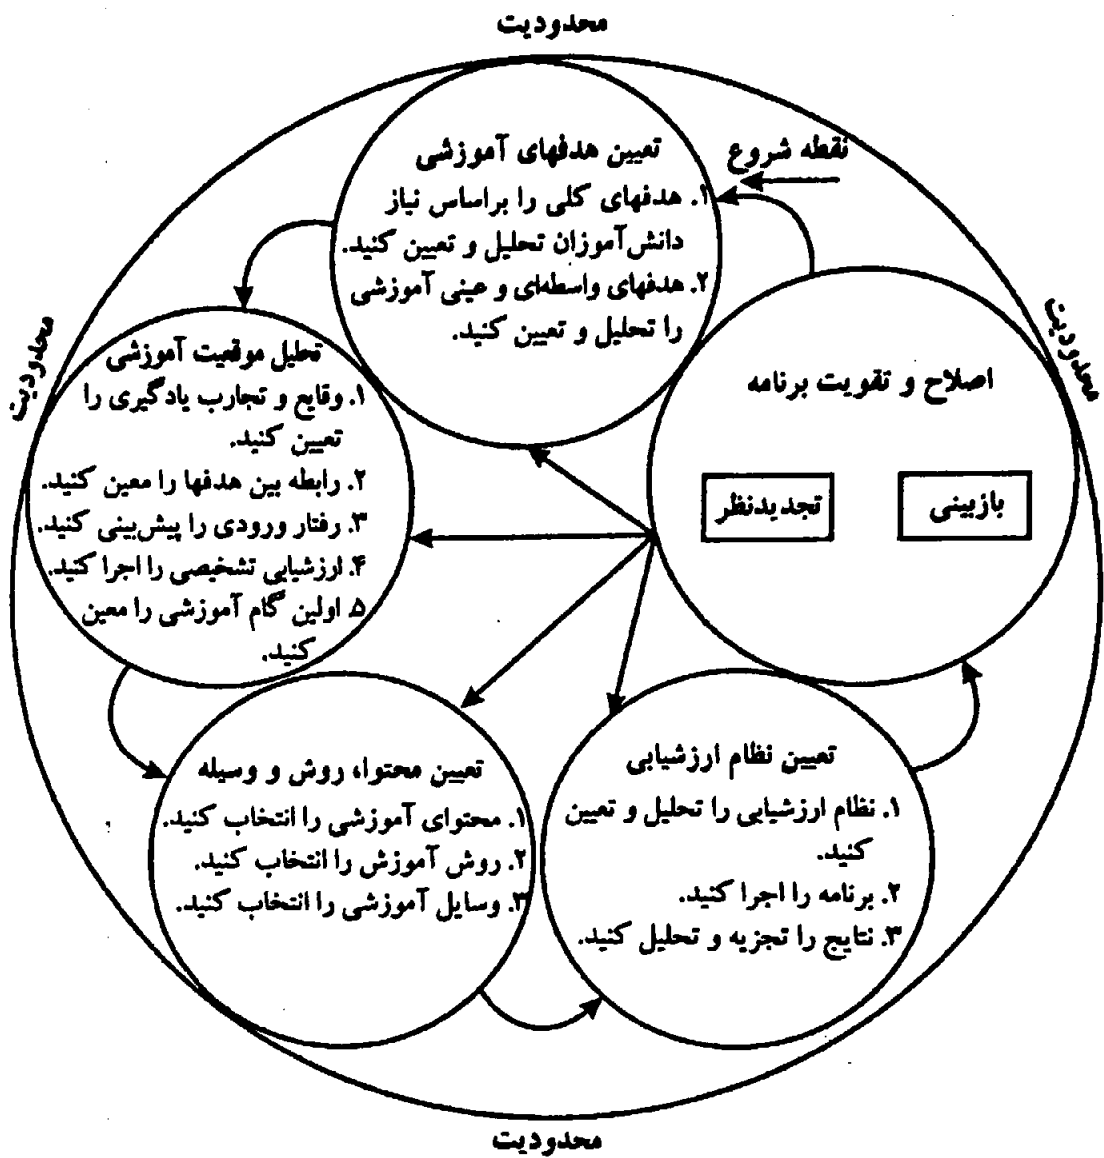 محدودیت
نقطه شروع
تعیین هدفهای آموزشی
۱. هدفهای کلی را براساس نیاز
دانش‌آموزان تحلیل و تعیین کنید.
۲. هدفهای واسطه‌ای و عینی آموزشی
را تحلیل و تعیین کنید.
محدودیت
محدودیت
تحلیل موقعیت آموزشی
۱. وقایع و تجارب یادگیری را
تعیین کنید.
۲. رابطه بین هدفها را معین کنید.
۳. رفتار ورودی را پیش‌بینی کنید.
۴. ارزشیابی تشخیصی را اجرا کنید.
۵. اولین گام آموزشی را معین
کنید.
اصلاح و تقویت برنامه
بازبینی
تجدیدنظر
تعیین محتوا، روش و وسیله
۱. محتوای آموزشی را انتخاب کنید.
۲. روش آموزش را انتخاب کنید.
۳. وسایل آموزشی را انتخاب کنید.
تعیین نظام ارزشیابی
۱. نظام ارزشیابی را تحلیل و تعیین
کنید.
۲. برنامه را اجرا کنید.
۳. نتایج را تجزیه و تحلیل کنید.
محدودیت